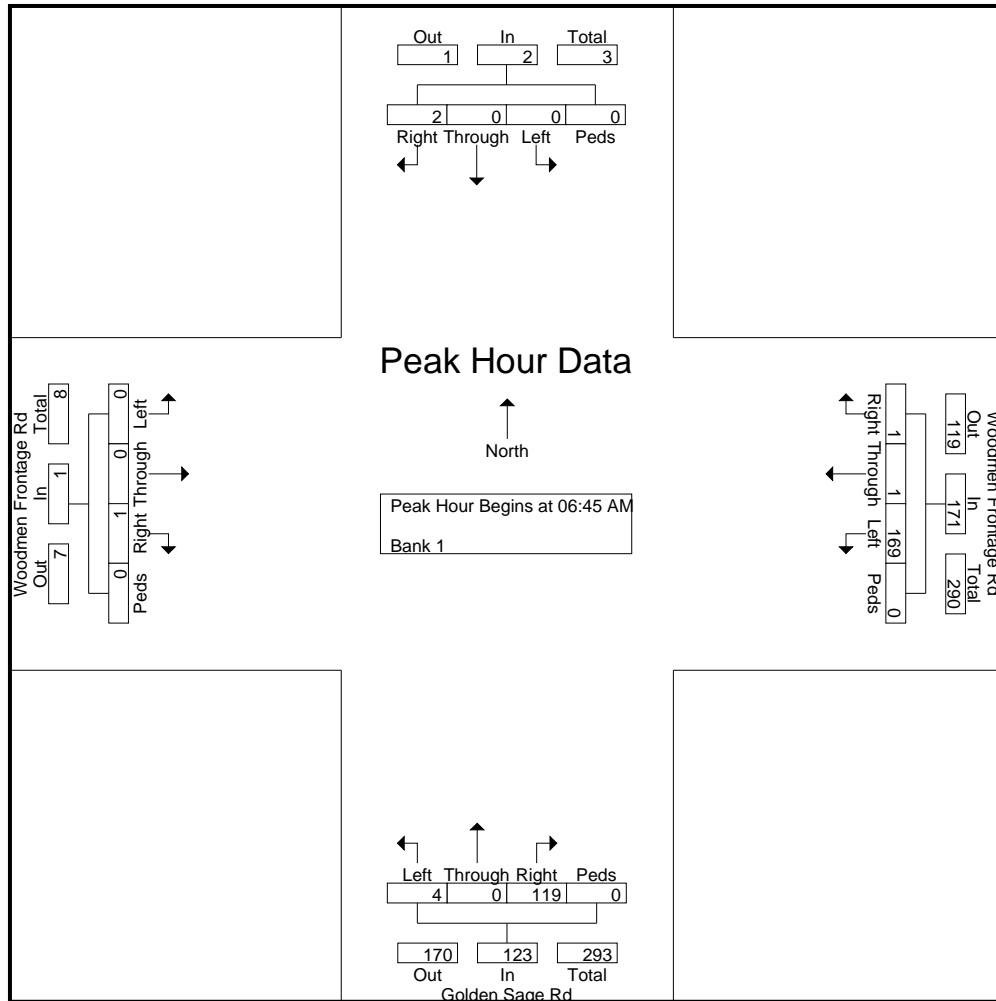 Out In Total
1 2 3
2 0 0 0
Right Through Left Peds
Peak Hour Data
North
Peak Hour Begins at 06:45 AM
Bank 1
Woodmen Frontage Rd
Out In Total
7 1 8
0 0 1 0
Left Through Right Peds
Woodmen Frontage Rd
Out In Total
119 171 290
1 1 169 0
Right Through Left Peds
Left Through Right Peds
4 0 119 0
170 123 293
Out In Total
Golden Sage Rd